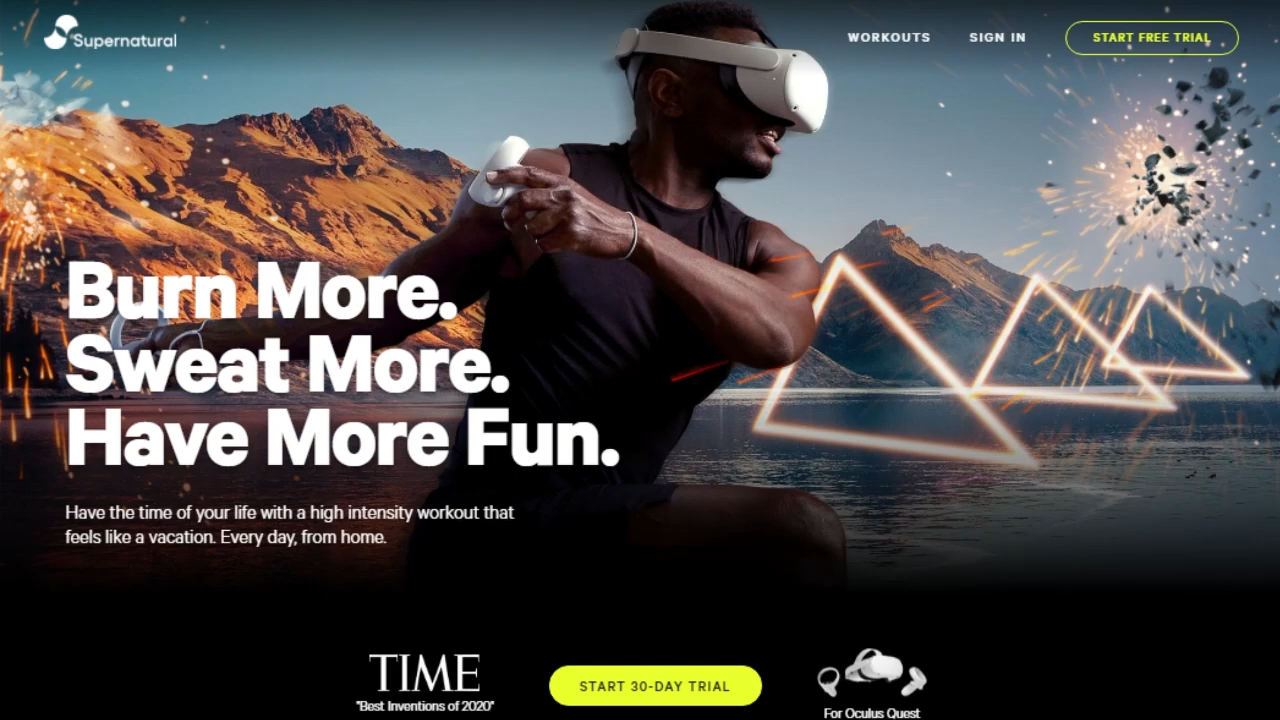 Supernatural
WORKOUTS
SIGN IN
START FREE TRIAL
Burn More.
Sweat More.
Have More Fun.
Have the time of your life with a high intensity workout that
feels like a vacation. Every day, from home.
TIME
"Best Inventions of 2020"
START 30-DAY TRIAL
For Oculus Quest